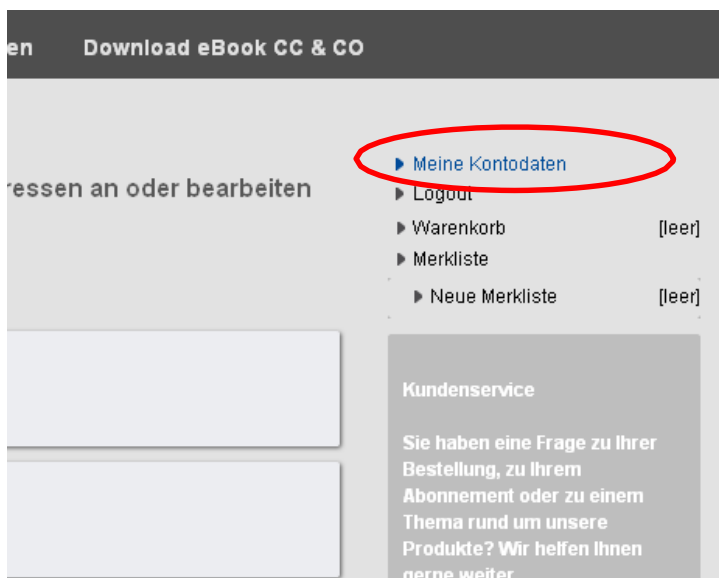 en Download eBook CC & CO
Meine Kontodaten
ressen an oder bearbeiten
Logout
Warenkorb [leer]
Merkliste
Neue Merkliste [leer]
Kundenservice
Sie haben eine Frage zu Ihrer
Bestellung, zu Ihrem
Abonnement oder zu einem
Thema rund um unsere
Produkte? Wir helfen Ihnen
gerne weiter